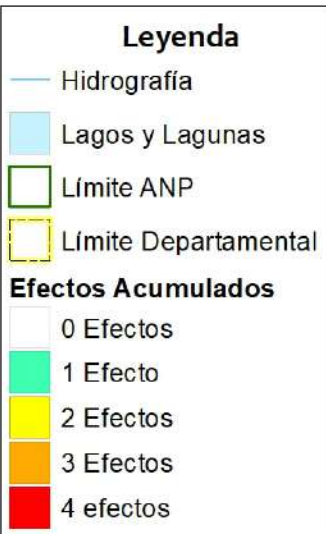 Leyenda
Hidrografía
Lagos y Lagunas
Límite ANP
Límite Departamental
Efectos Acumulados
0 Efectos
1 Efecto
2 Efectos
3 Efectos
4 efectos